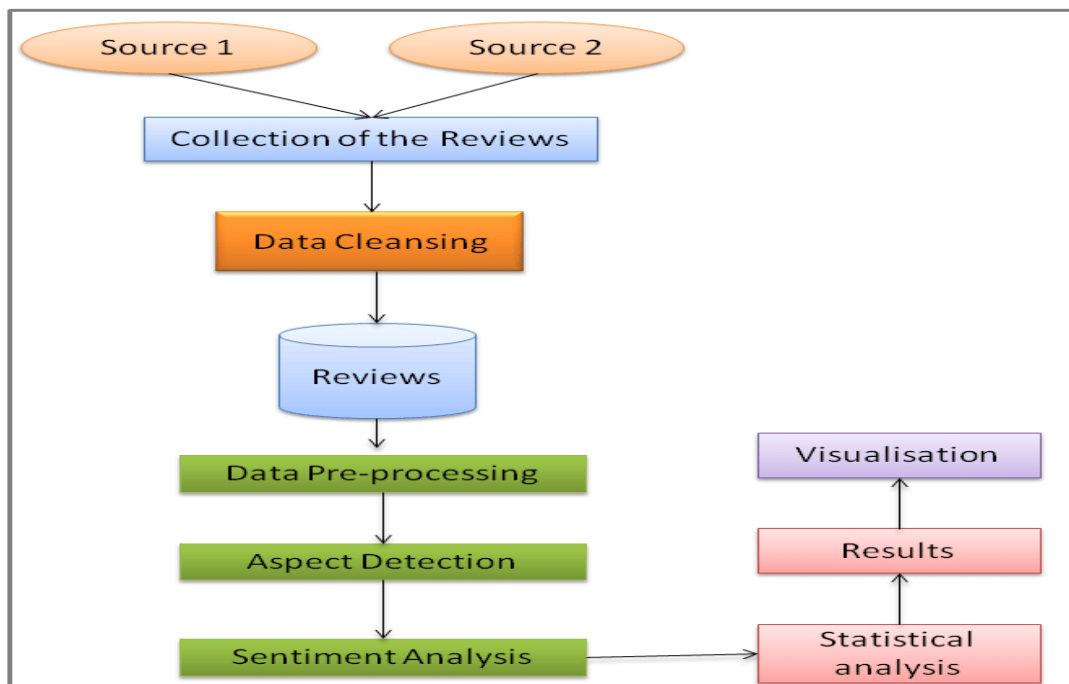 Source 1
Source 2
Collection of the Reviews
Data Cleansing
Reviews
Data Pre-processing
Aspect Detection
Sentiment Analysis
Statistical
analysis
Results
Visualisation